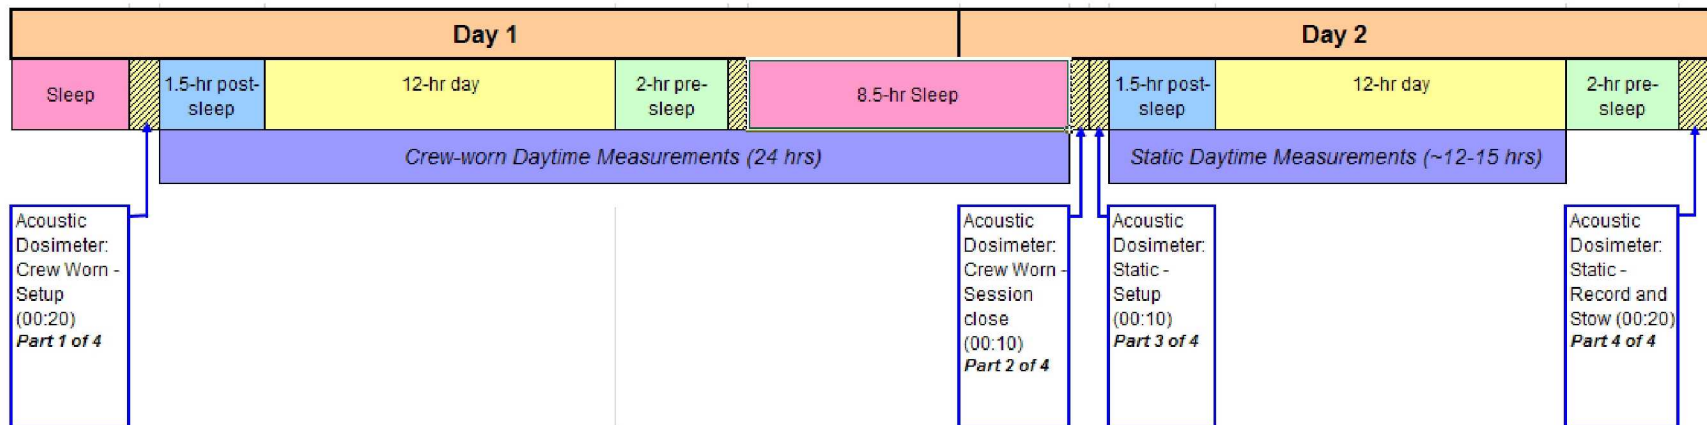 Day 1
Day 2
Sleep
1.5-hr post-
sleep
12-hr day
2-hr pre-
sleep
8.5-hr Sleep
1.5-hr post-
sleep
12-hr day
2-hr pre-
sleep
Crew-worn Daytime Measurements (24 hrs)
Static Daytime Measurements (~12-15 hrs)
Acoustic
Dosimeter:
Crew Worn -
Setup
(00:20)
Part 1 of 4
Acoustic
Dosimeter:
Crew Worn -
Session
close
(00:10)
Part 2 of 4
Acoustic
Dosimeter:
Static -
Setup
(00:10)
Part 3 of 4
Acoustic
Dosimeter:
Static -
Record and
Stow (00:20)
Part 4 of 4